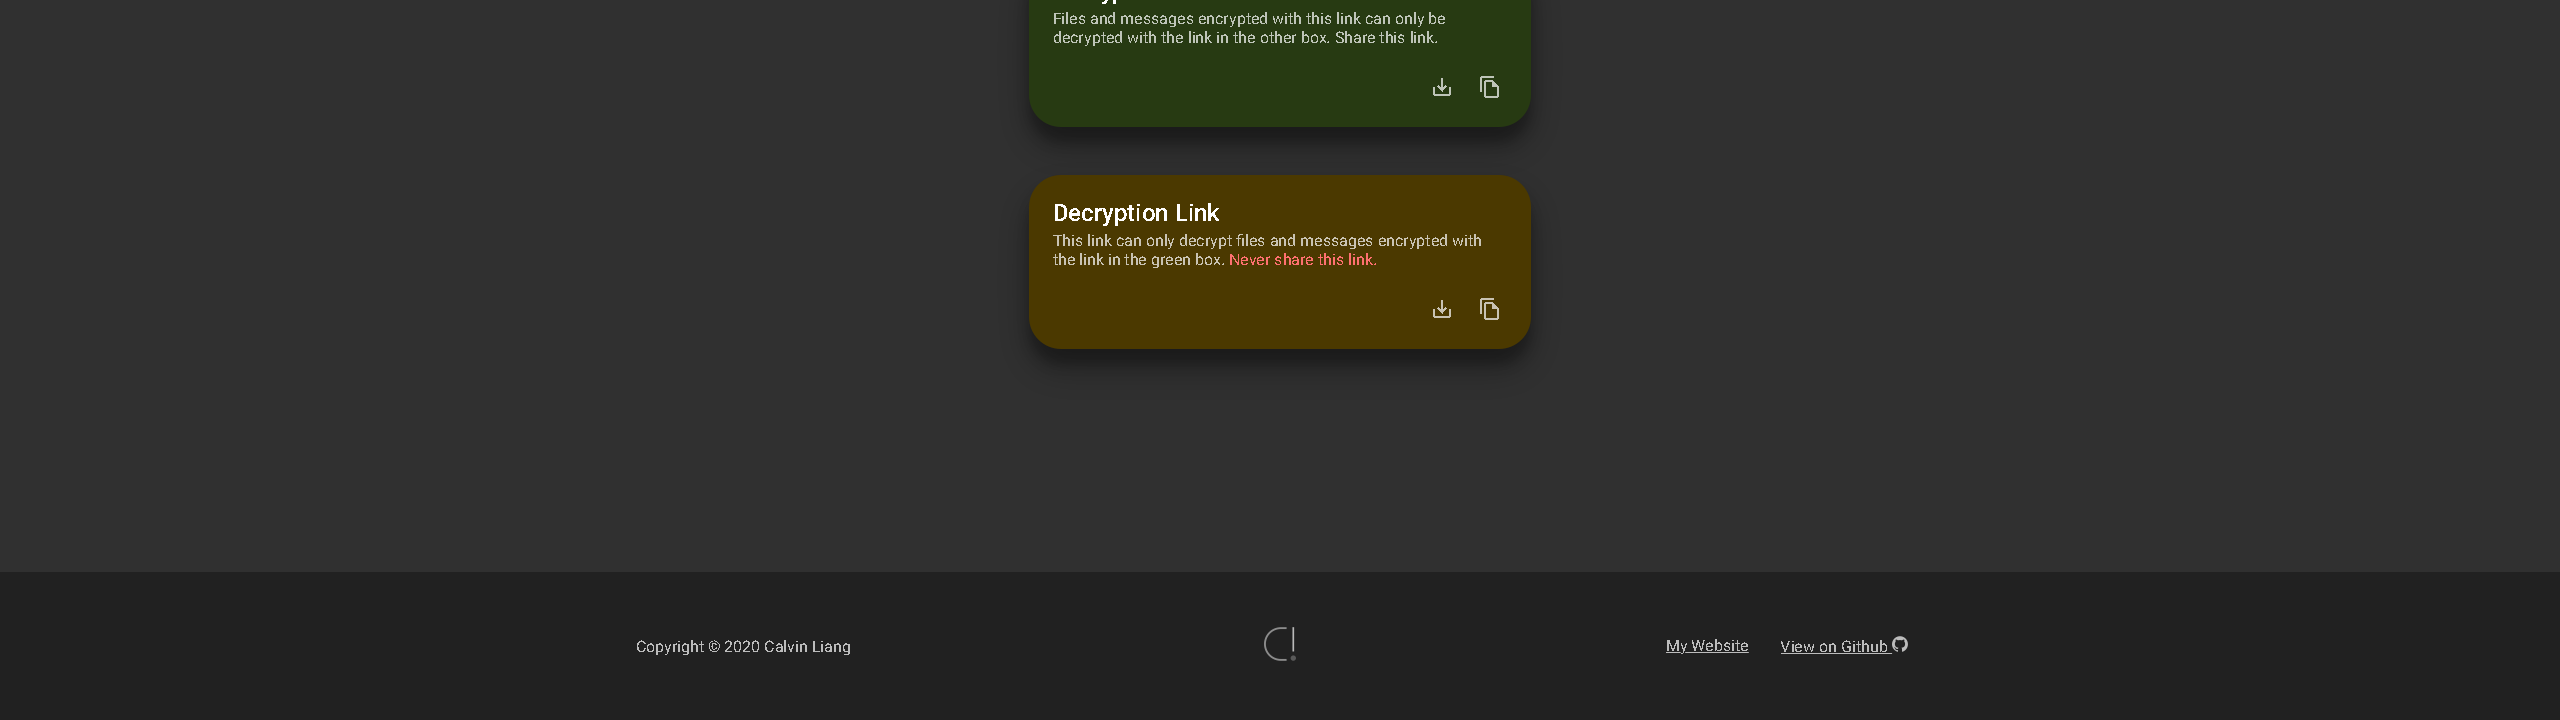 Files and messages encrypted with this link can only be
decrypted with the link in the other box. Share this link.
Decryption Link
This link can only decrypt files and messages encrypted with
the link in the green box. Never share this link.
Copyright © 2020 Calvin Liang
My Website
View on Github